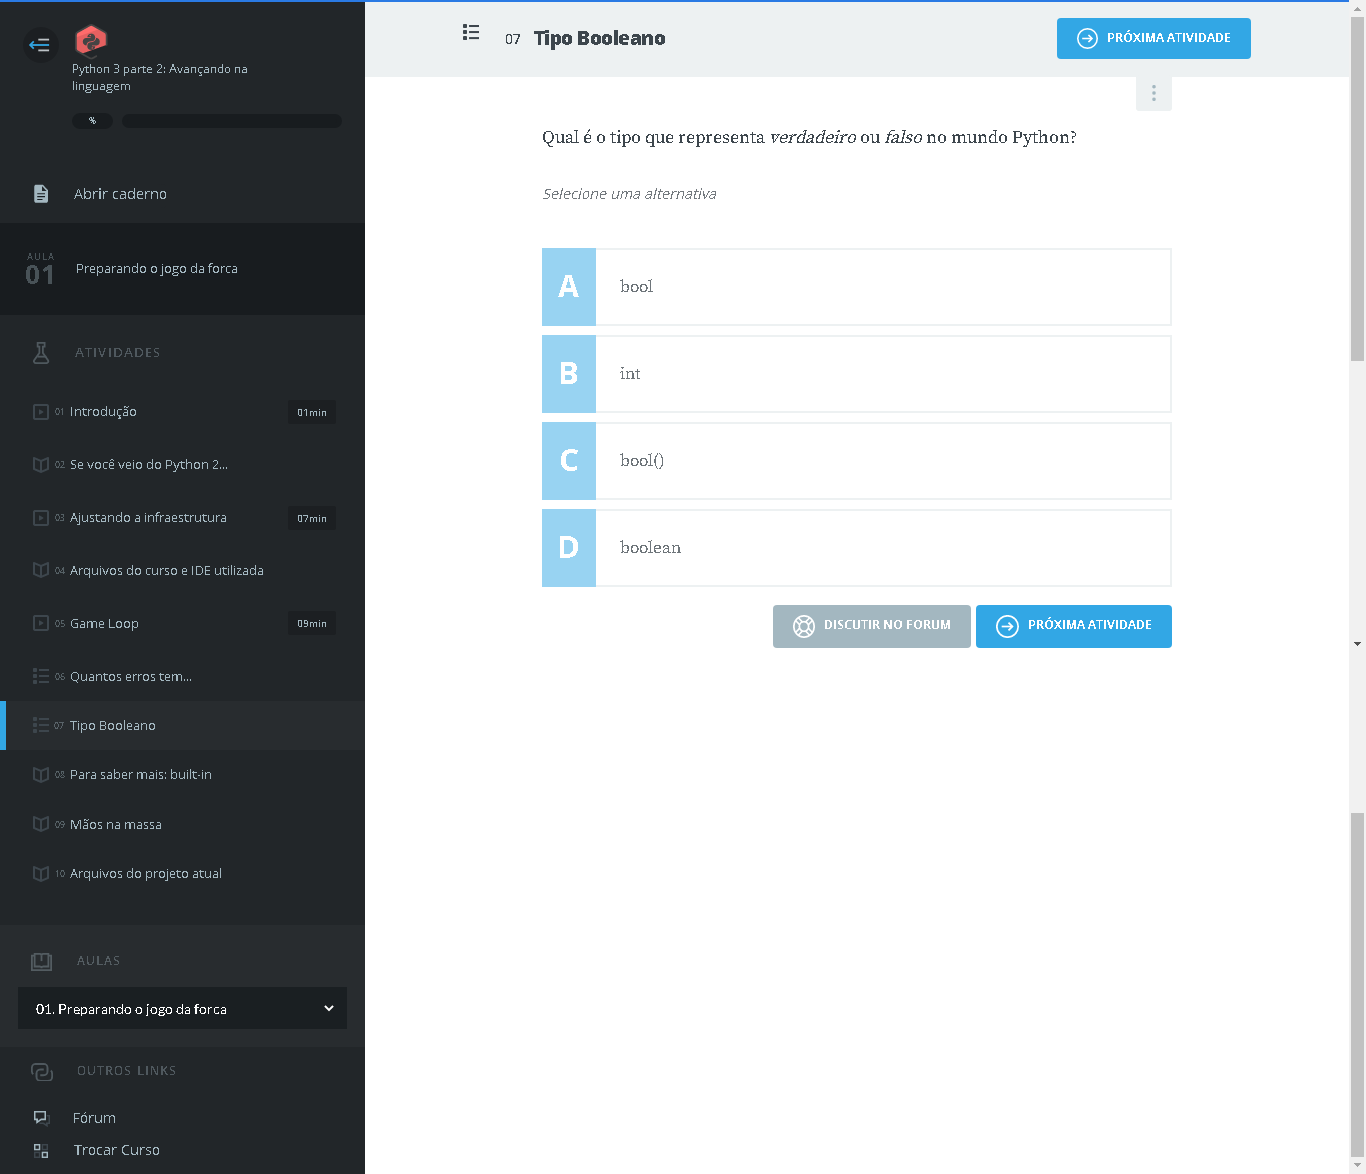 Python 3 parte 2: Avançando na
linguagem
%
Abrir caderno
AULA
01
Preparando o jogo da forca
ATIVIDADES
01 Introdução 01min
02 Se você veio do Python 2...
03 Ajustando a infraestrutura 07min
04 Arquivos do curso e IDE utilizada
05 Game Loop 09min
06 Quantos erros tem...
07 Tipo Booleano
08 Para saber mais: built-in
09 Mãos na massa
10 Arquivos do projeto atual
AULAS
01. Preparando o jogo da forca
OUTROS LINKS
Fórum
Trocar Curso
07 Tipo Booleano
PRÓXIMA ATIVIDADE
Qual é o tipo que representa verdadeiro ou falso no mundo Python?
Selecione uma alternativa
A bool
B int
C bool()
D boolean
DISCUTIR NO FORUM
PRÓXIMA ATIVIDADE